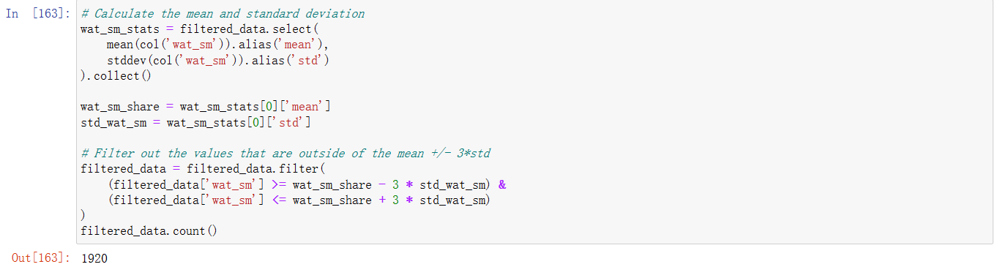 In [163]: # Calculate the mean and standard deviation
wat_sm_stats = filtered_data.select(
    mean(col('wat_sm')).alias('mean'),
    stddev(col('wat_sm')).alias('std')
).collect()

wat_sm_share = wat_sm_stats[0]['mean']
std_wat_sm = wat_sm_stats[0]['std']

# Filter out the values that are outside of the mean +/- 3*std
filtered_data = filtered_data.filter(
    (filtered_data['wat_sm'] >= wat_sm_share - 3 * std_wat_sm) &
    (filtered_data['wat_sm'] <= wat_sm_share + 3 * std_wat_sm)
)
filtered_data.count()
Out[163]: 1920